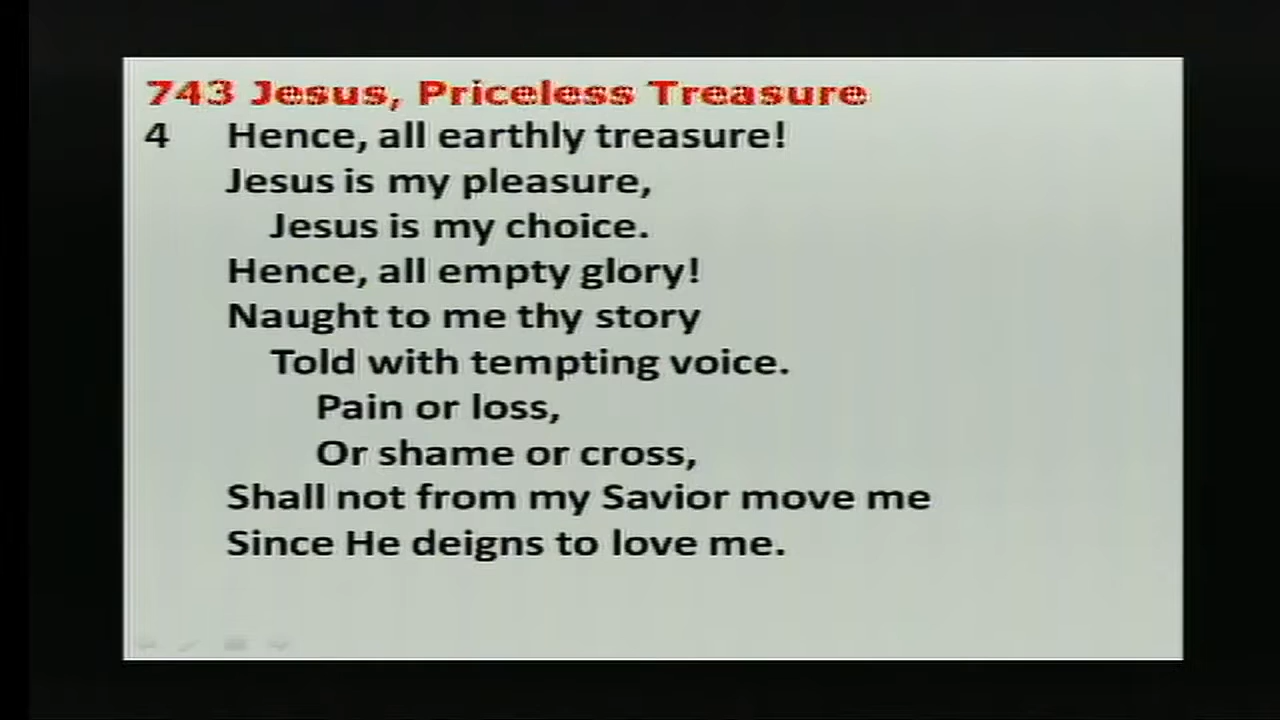 743 Jesus, Priceless Treasure
4 Hence, all earthly treasure!
Jesus is my pleasure,
Jesus is my choice.
Hence, all empty glory!
Naught to me thy story
Told with tempting voice.
Pain or loss,
Or shame or cross,
Shall not from my Savior move me
Since He deigns to love me.